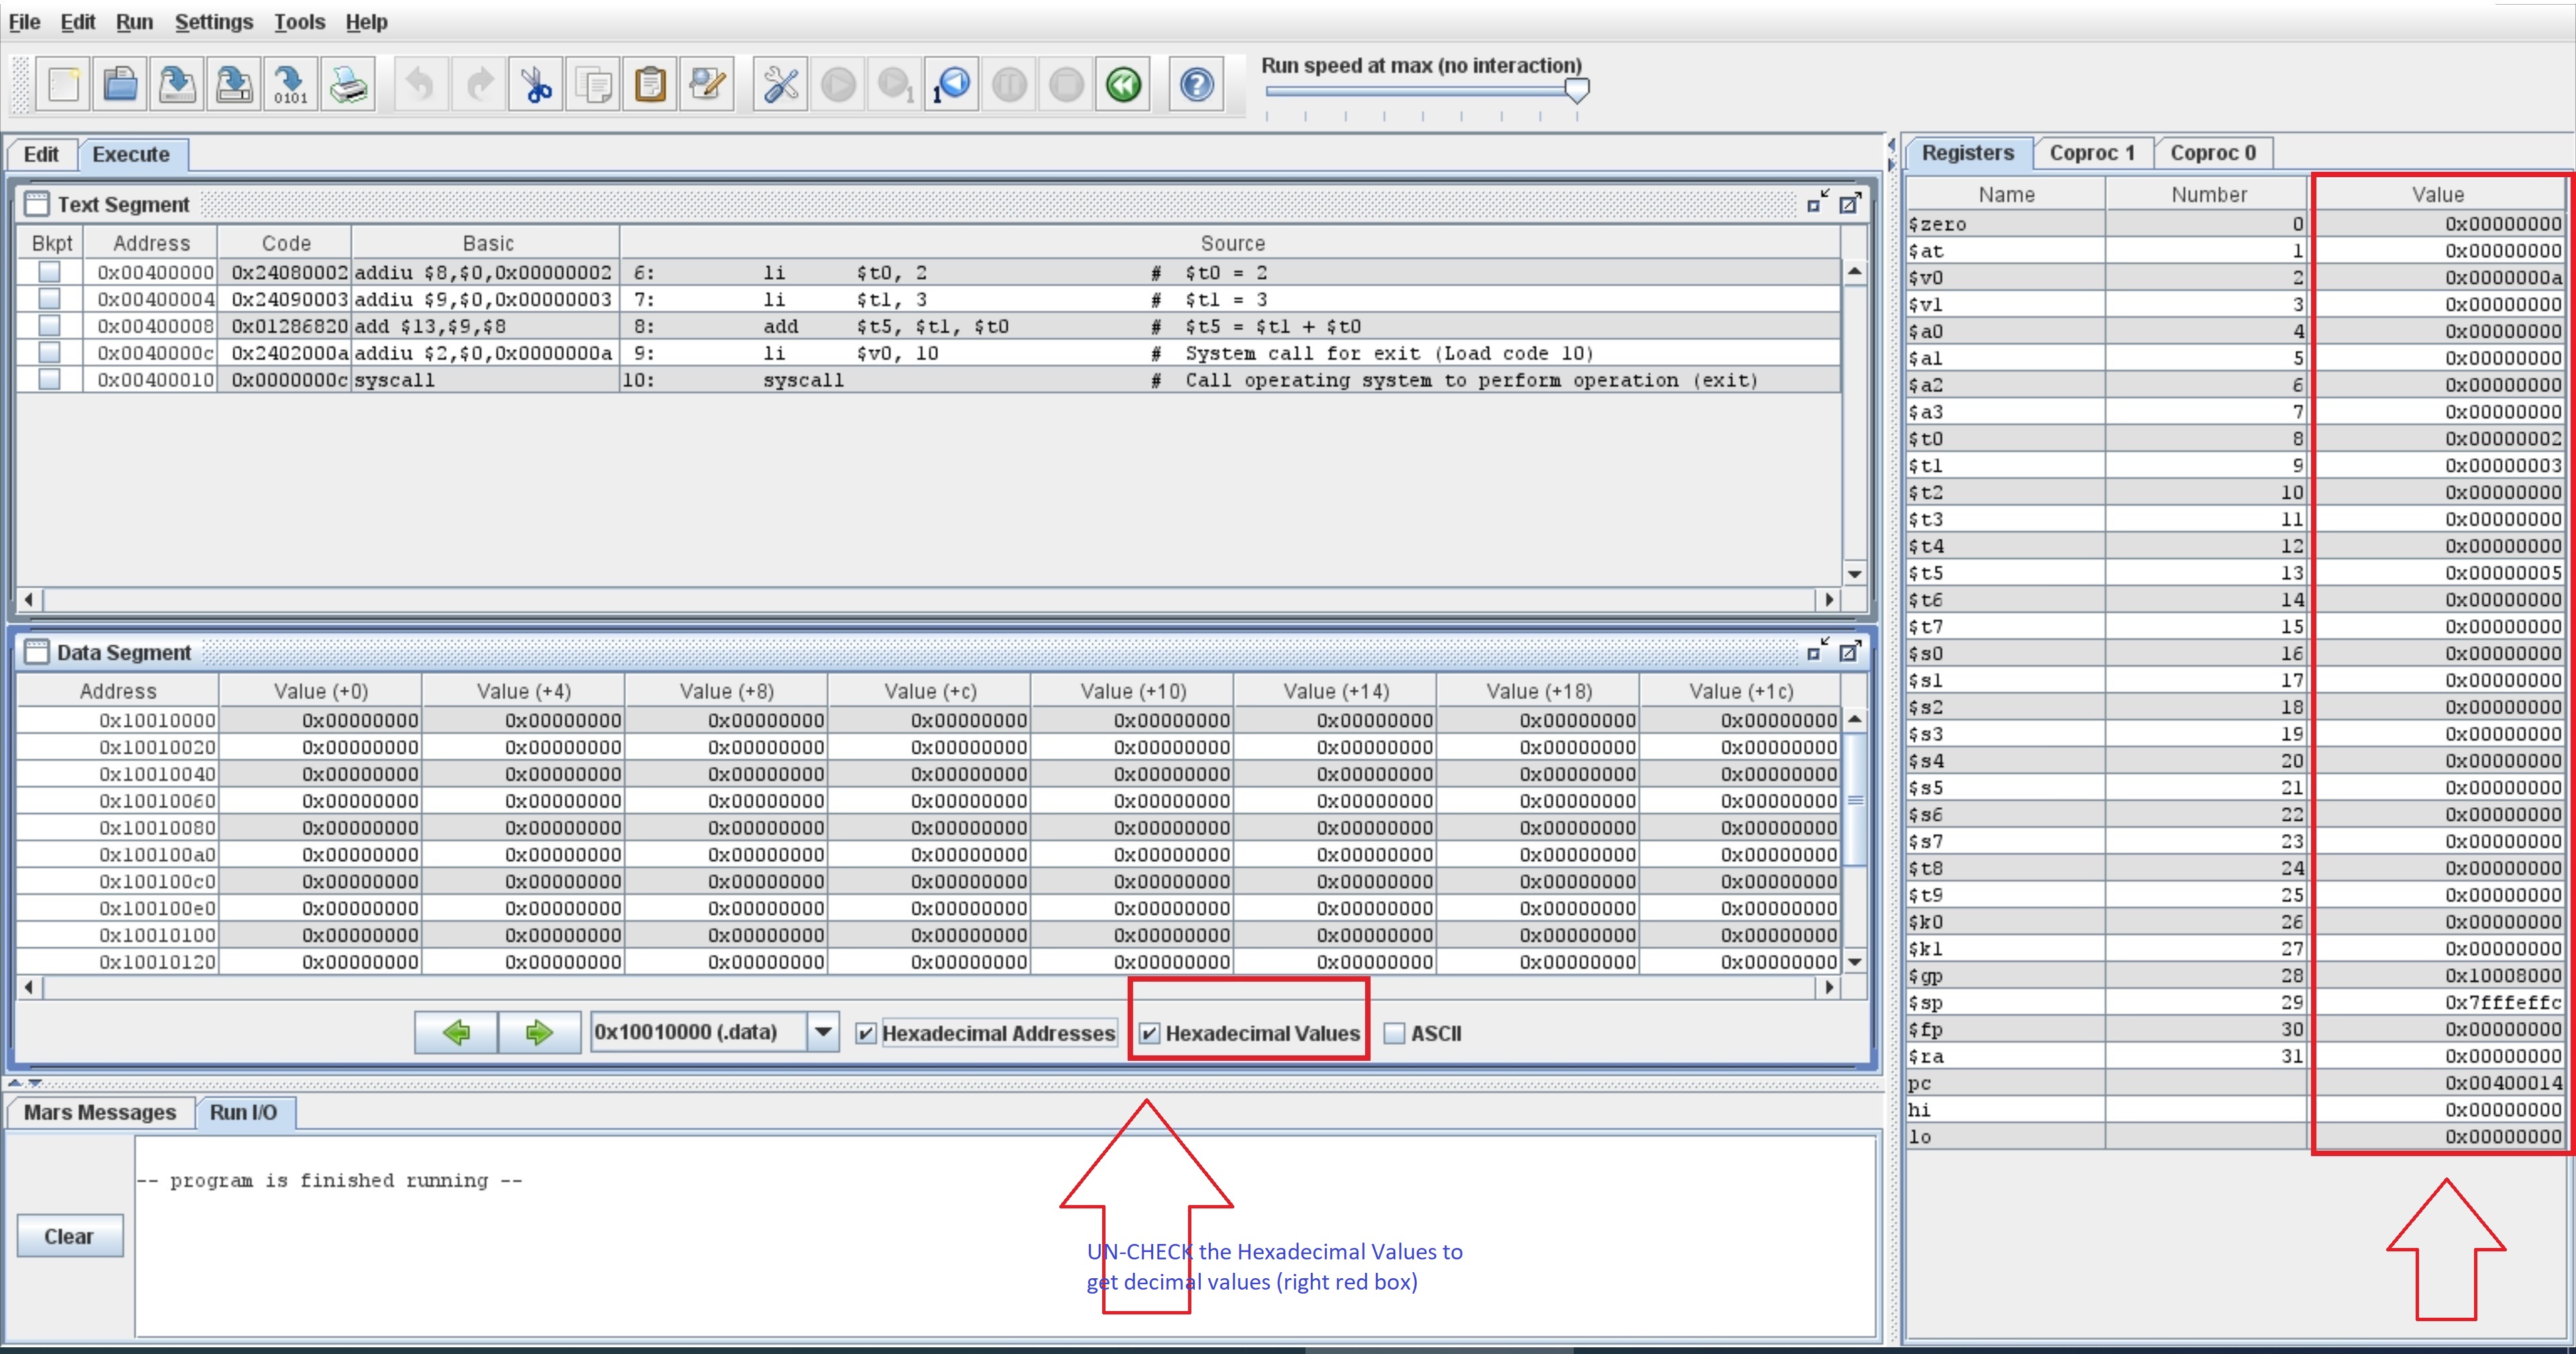 File Edit Run Settings Tools Help
Run speed at max (no interaction)
0101
1
1
Edit Execute
Text Segment
Bkpt Address Code Basic Source
0x00400000 0x24080002 addiu $8,$0,0x00000002 6: li $t0, 2 # $t0 = 2
0x00400004 0x24090003 addiu $9,$0,0x00000003 7: li $t1, 3 # $t1 = 3
0x00400008 0x01286820 add $13,$9,$8 8: add $t5, $t1, $t0 # $t5 = $t1 + $t0
0x0040000c 0x2402000a addiu $2,$0,0x0000000a 9: li $v0, 10 # System call for exit (Load code 10)
0x00400010 0x0000000c syscall 10: syscall # Call operating system to perform operation (exit)
Data Segment
Address Value (+0) Value (+4) Value (+8) Value (+c) Value (+10) Value (+14) Value (+18) Value (+1c)
0x10010000 0x00000000 0x00000000 0x00000000 0x00000000 0x00000000 0x00000000 0x00000000 0x00000000
0x10010020 0x00000000 0x00000000 0x00000000 0x00000000 0x00000000 0x00000000 0x00000000 0x00000000
0x10010040 0x00000000 0x00000000 0x00000000 0x00000000 0x00000000 0x00000000 0x00000000 0x00000000
0x10010060 0x00000000 0x00000000 0x00000000 0x00000000 0x00000000 0x00000000 0x00000000 0x00000000
0x10010080 0x00000000 0x00000000 0x00000000 0x00000000 0x00000000 0x00000000 0x00000000 0x00000000
0x100100a0 0x00000000 0x00000000 0x00000000 0x00000000 0x00000000 0x00000000 0x00000000 0x00000000
0x100100c0 0x00000000 0x00000000 0x00000000 0x00000000 0x00000000 0x00000000 0x00000000 0x00000000
0x100100e0 0x00000000 0x00000000 0x00000000 0x00000000 0x00000000 0x00000000 0x00000000 0x00000000
0x10010100 0x00000000 0x00000000 0x00000000 0x00000000 0x00000000 0x00000000 0x00000000 0x00000000
0x10010120 0x00000000 0x00000000 0x00000000 0x00000000 0x00000000 0x00000000 0x00000000 0x00000000
0x10010000 (.data) Hexadecimal Addresses Hexadecimal Values ASCII
Mars Messages Run I/O
-- program is finished running --
Clear
UN-CHECK the Hexadecimal Values to
get decimal values (right red box)
Registers Coproc 1 Coproc 0
Name Number Value
$zero 0 0x00000000
$at 1 0x00000000
$v0 2 0x0000000a
$v1 3 0x00000000
$a0 4 0x00000000
$a1 5 0x00000000
$a2 6 0x00000000
$a3 7 0x00000000
$t0 8 0x00000002
$t1 9 0x00000003
$t2 10 0x00000000
$t3 11 0x00000000
$t4 12 0x00000000
$t5 13 0x00000005
$t6 14 0x00000000
$t7 15 0x00000000
$s0 16 0x00000000
$s1 17 0x00000000
$s2 18 0x00000000
$s3 19 0x00000000
$s4 20 0x00000000
$s5 21 0x00000000
$s6 22 0x00000000
$s7 23 0x00000000
$t8 24 0x00000000
$t9 25 0x00000000
$k0 26 0x00000000
$k1 27 0x00000000
$gp 28 0x10008000
$sp 29 0x7fffeffc
$fp 30 0x00000000
$ra 31 0x00000000
pc 0x00400014
hi 0x00000000
lo 0x00000000